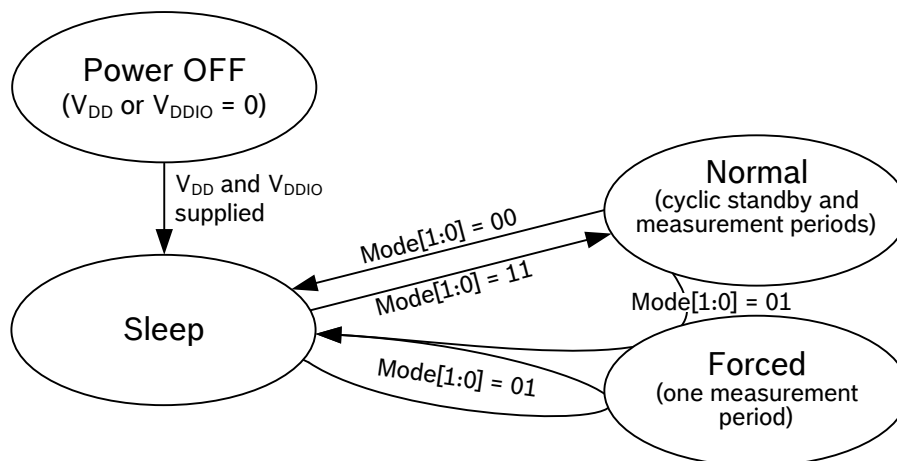 Power OFF
(VDD or VDDIO = 0)
VDD and VDDIO
supplied
Normal
(cyclic standby and
measurement periods)
Mode[1:0] = 00
Mode[1:0] = 11
Mode[1:0] = 01
Sleep
Mode[1:0] = 01
Forced
(one measurement
period)